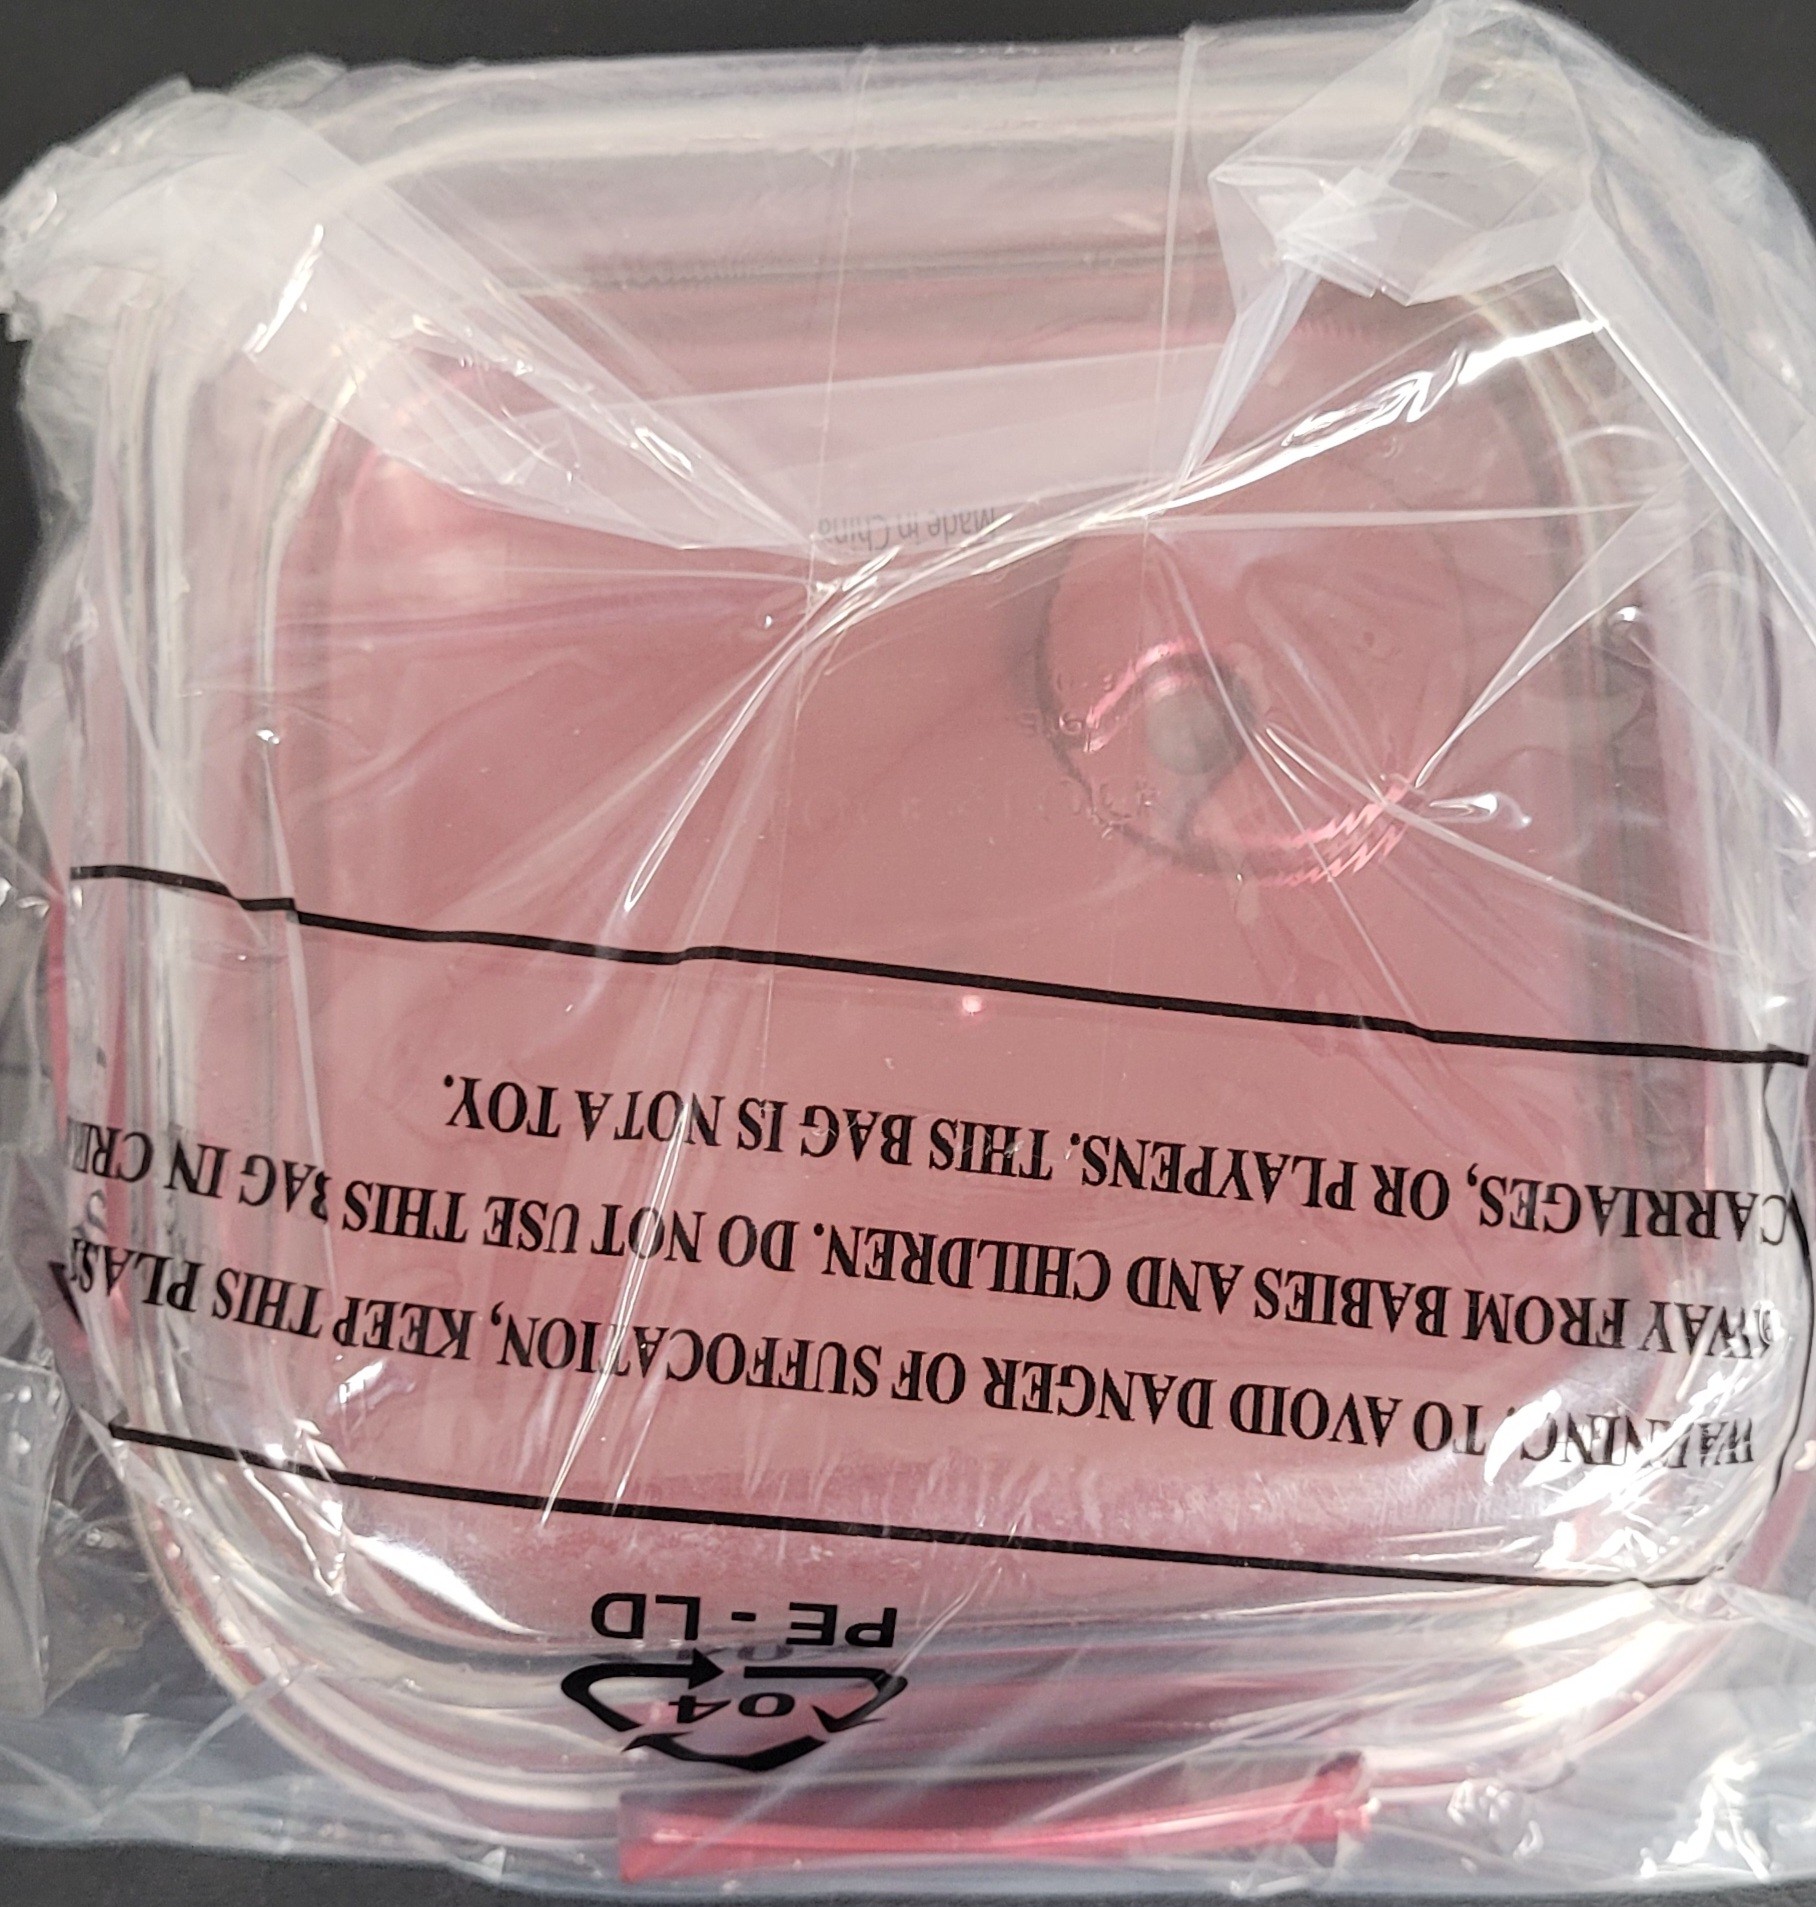 04
PE-LD
WARNING: TO AVOID DANGER OF SUFFOCATION, KEEP THIS PLAS
AWAY FROM BABIES AND CHILDREN. DO NOT USE THIS BAG IN CRI
CARRIAGES, OR PLAYPENS. THIS BAG IS NOT A TOY.
Made in China